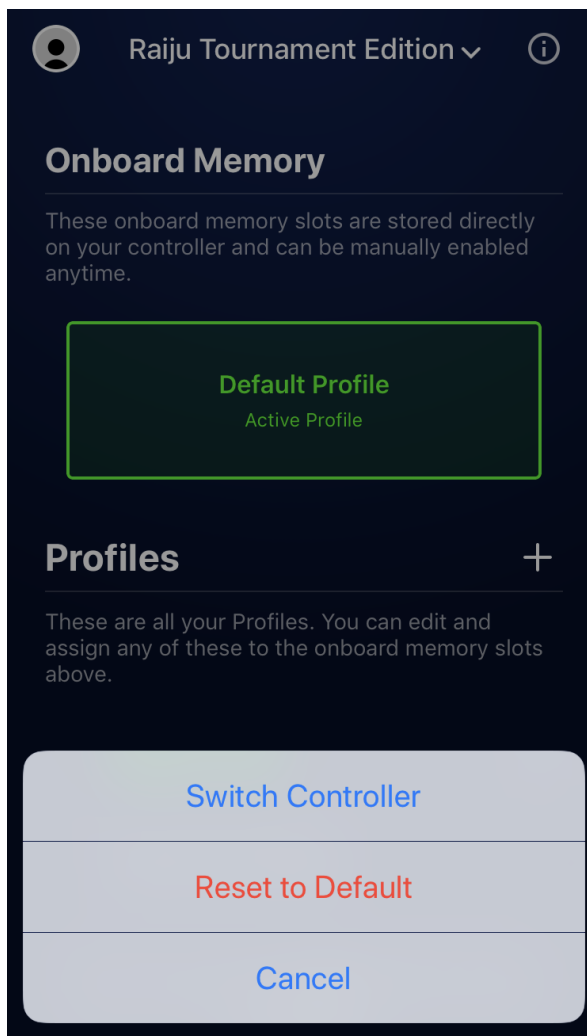 Raiju Tournament Edition
Onboard Memory
These onboard memory slots are stored directly
on your controller and can be manually enabled
anytime.
Default Profile
Active Profile
Profiles
These are all your Profiles. You can edit and
assign any of these to the onboard memory slots
above.
Switch Controller
Reset to Default
Cancel